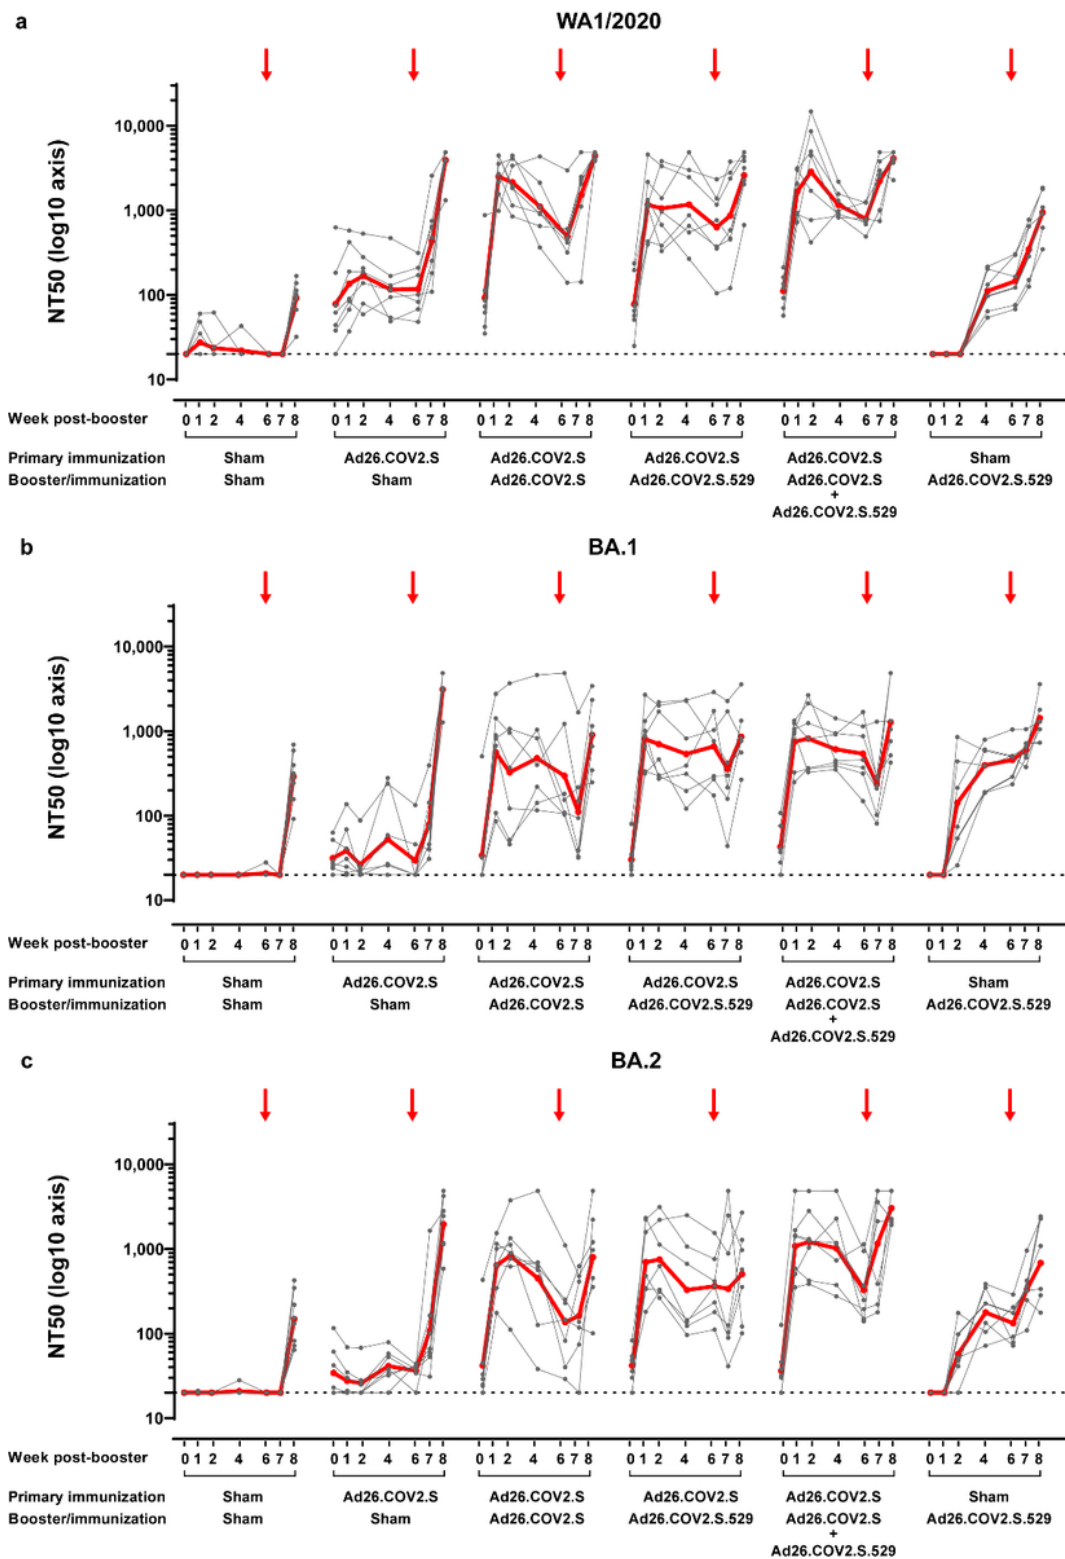 a
WA1/2020
NT50 (log10 axis)
10,000
1,000
100
10
Week post-booster 0 1 2 4 6 7 8 0 1 2 4 6 7 8 0 1 2 4 6 7 8 0 1 2 4 6 7 8 0 1 2 4 6 7 8 0 1 2 4 6 7 8
Primary immunization Sham Ad26.COV2.S Ad26.COV2.S Ad26.COV2.S Ad26.COV2.S Sham
Booster/immunization Sham Sham Ad26.COV2.S Ad26.COV2.S.529 Ad26.COV2.S Ad26.COV2.S.529
+
Ad26.COV2.S.529
b
BA.1
NT50 (log10 axis)
10,000
1,000
100
10
Week post-booster 0 1 2 4 6 7 8 0 1 2 4 6 7 8 0 1 2 4 6 7 8 0 1 2 4 6 7 8 0 1 2 4 6 7 8 0 1 2 4 6 7 8
Primary immunization Sham Ad26.COV2.S Ad26.COV2.S Ad26.COV2.S Ad26.COV2.S Sham
Booster/immunization Sham Sham Ad26.COV2.S Ad26.COV2.S.529 Ad26.COV2.S Ad26.COV2.S.529
+
Ad26.COV2.S.529
c
BA.2
NT50 (log10 axis)
10,000
1,000
100
10
Week post-booster 0 1 2 4 6 7 8 0 1 2 4 6 7 8 0 1 2 4 6 7 8 0 1 2 4 6 7 8 0 1 2 4 6 7 8 0 1 2 4 6 7 8
Primary immunization Sham Ad26.COV2.S Ad26.COV2.S Ad26.COV2.S Ad26.COV2.S Sham
Booster/immunization Sham Sham Ad26.COV2.S Ad26.COV2.S.529 Ad26.COV2.S Ad26.COV2.S.529
+
Ad26.COV2.S.529